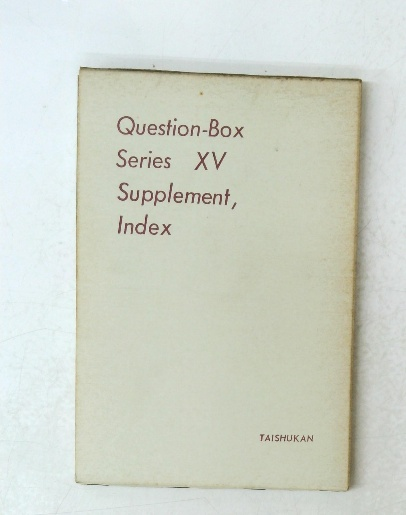 Question-Box
Series XV
Supplement,
Index
TAISHUKAN